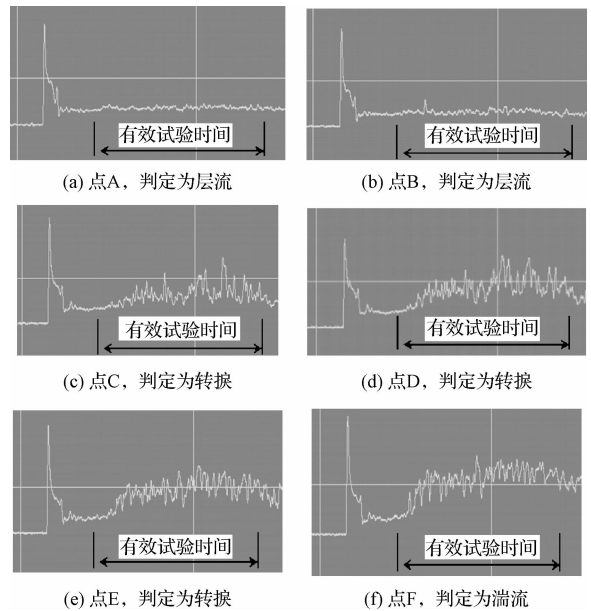 有效试验时间
有效试验时间
(a) 点A，判定为层流
(b) 点B，判定为层流
有效试验时间
有效试验时间
(c) 点C，判定为转捩
(d) 点D，判定为转捩
有效试验时间
有效试验时间
(e) 点E，判定为转捩
(f) 点F，判定为湍流